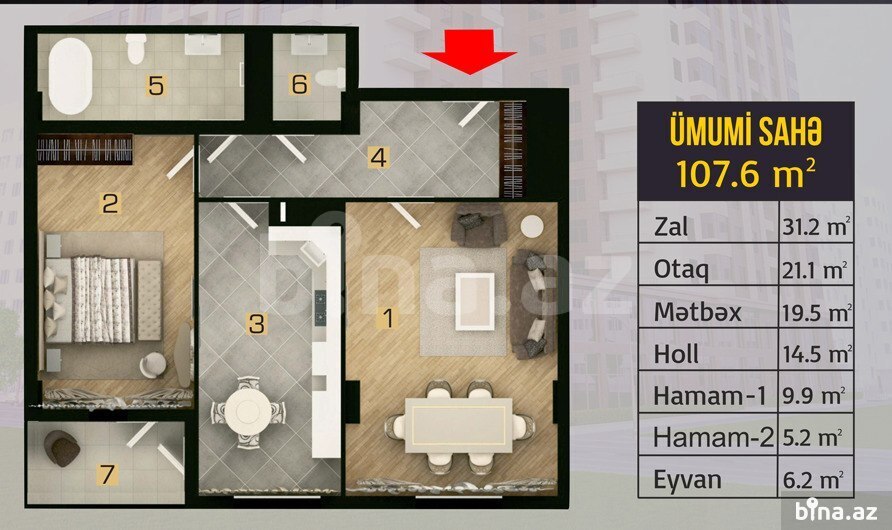 5
6
4
2
3
1
7
bina.az
ÜMUMİ SAHƏ
107.6 m²
Zal 31.2 m²
Otaq 21.1 m²
Mətbəx 19.5 m²
Holl 14.5 m²
Hamam-1 9.9 m²
Hamam-2 5.2 m²
Eyvan 6.2 m²
bina.az